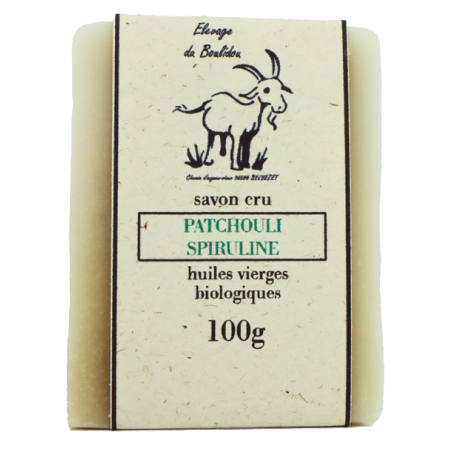 Elevage
du Boulidou
savon cru
PATCHOULI
SPIRULINE
huiles vierges
biologiques
100g